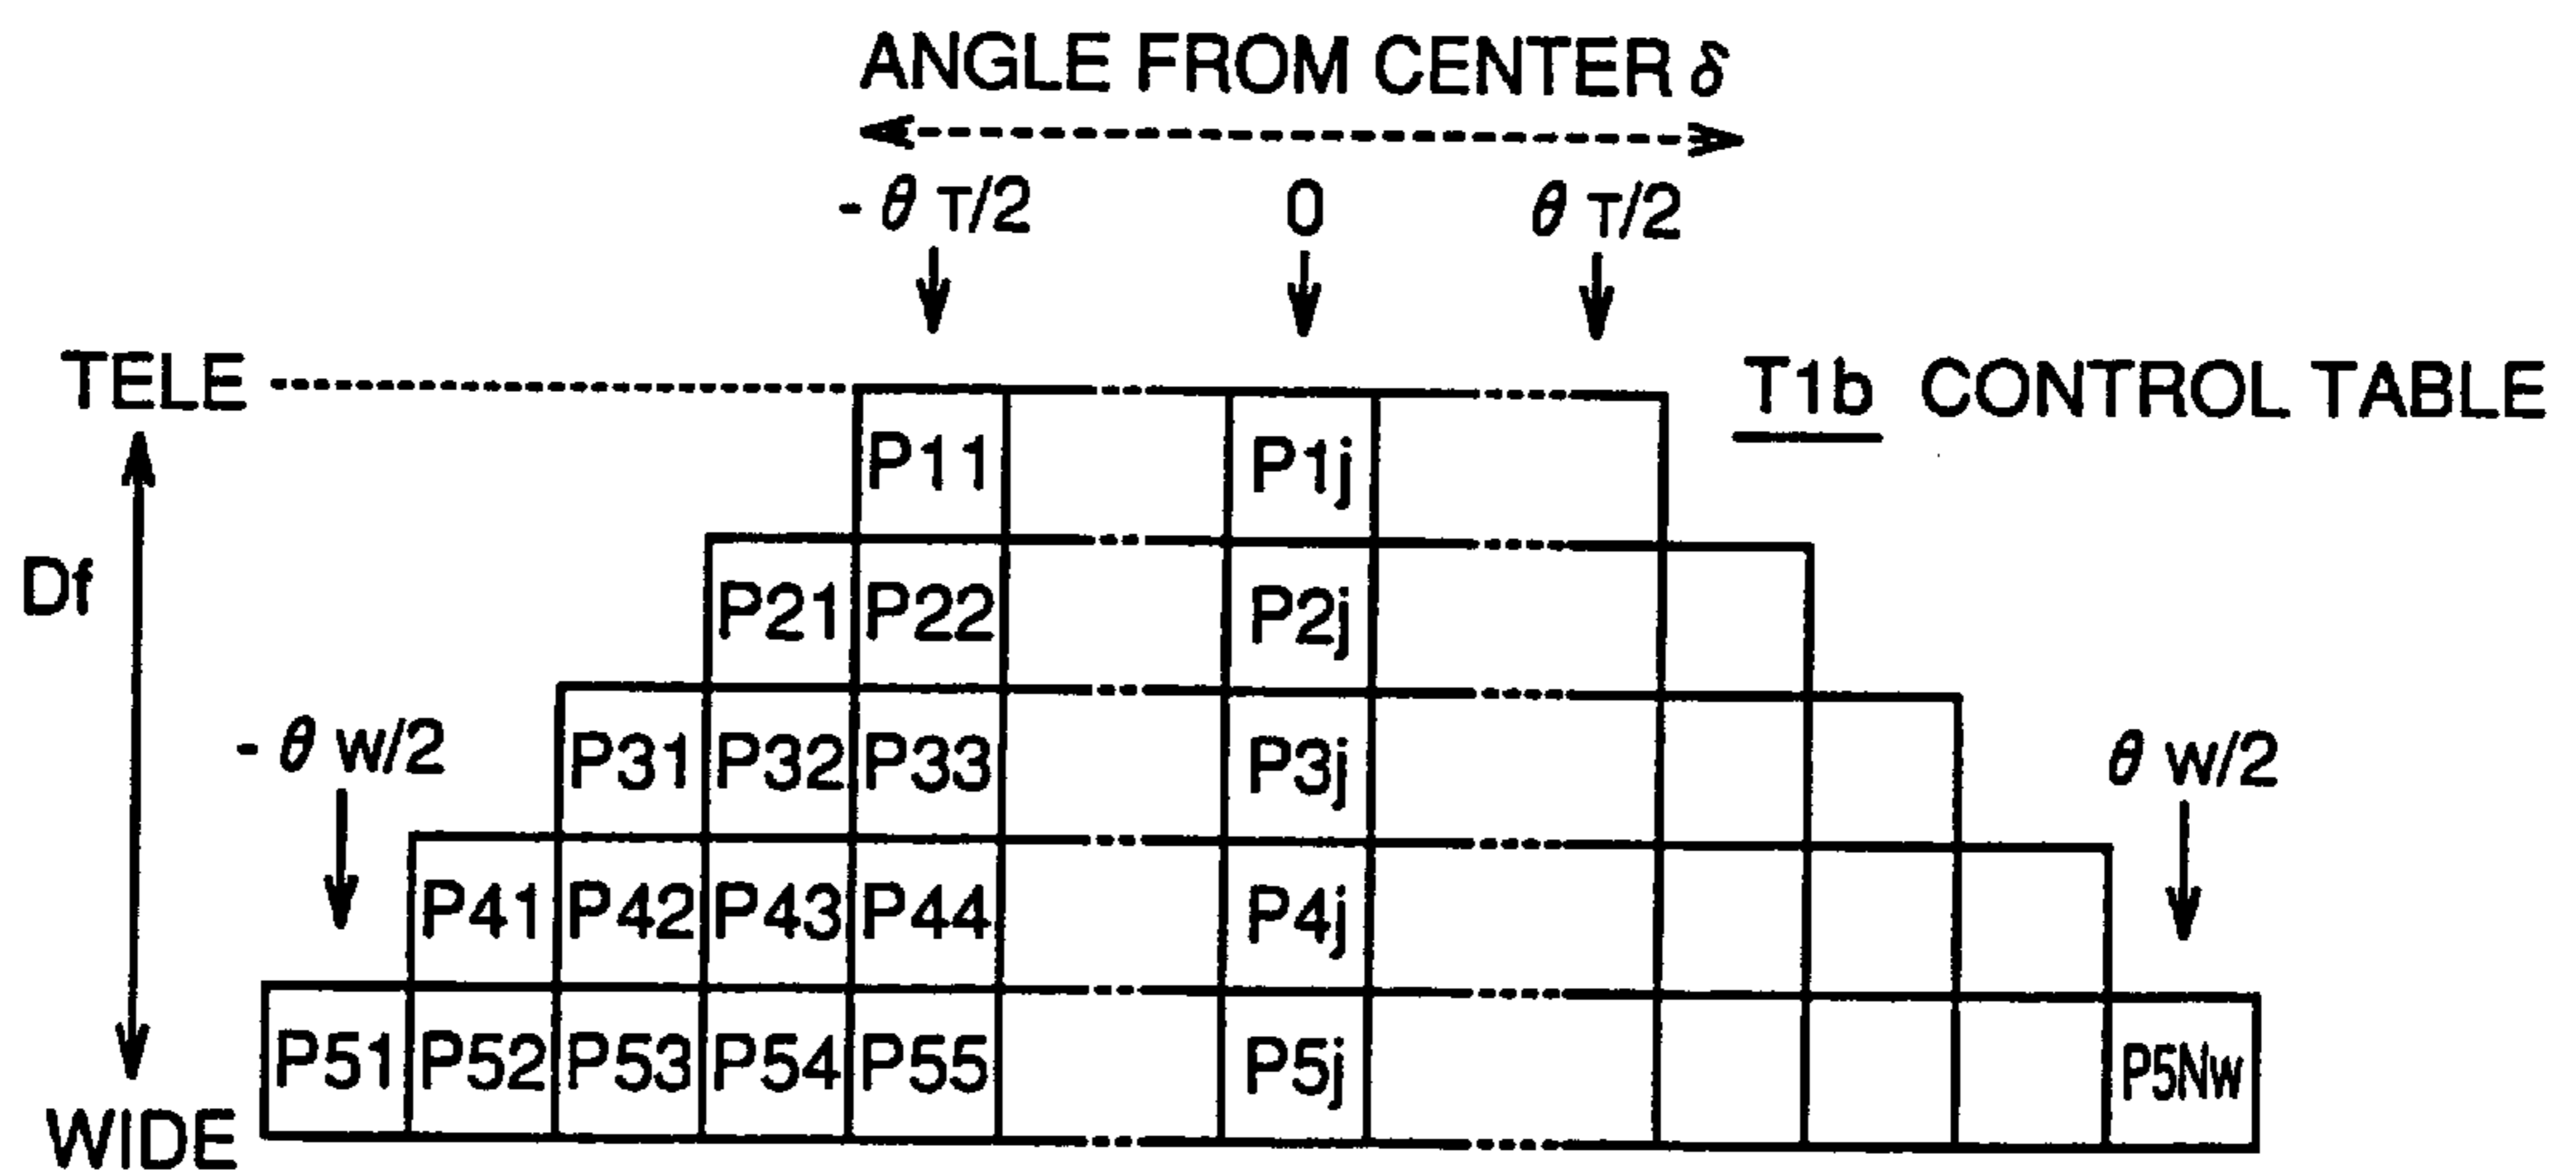 ANGLE FROM CENTER δ
- θ T/2 0 θ T/2
TELE T1b CONTROL TABLE
P11 P1j
Df P21 P22 P2j
- θ W/2 P31 P32 P33 P3j θ W/2
P41 P42 P43 P44 P4j
P51 P52 P53 P54 P55 P5j P5Nw
WIDE